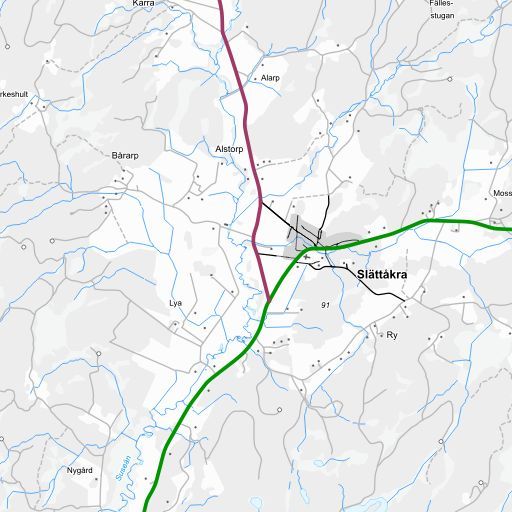 Karra
Fälles-
stugan
Alarp
rkeshult
Alstorp
Bårarp
Moss
Slättåkra
Lya
91
Ry
Suseån
Nygård